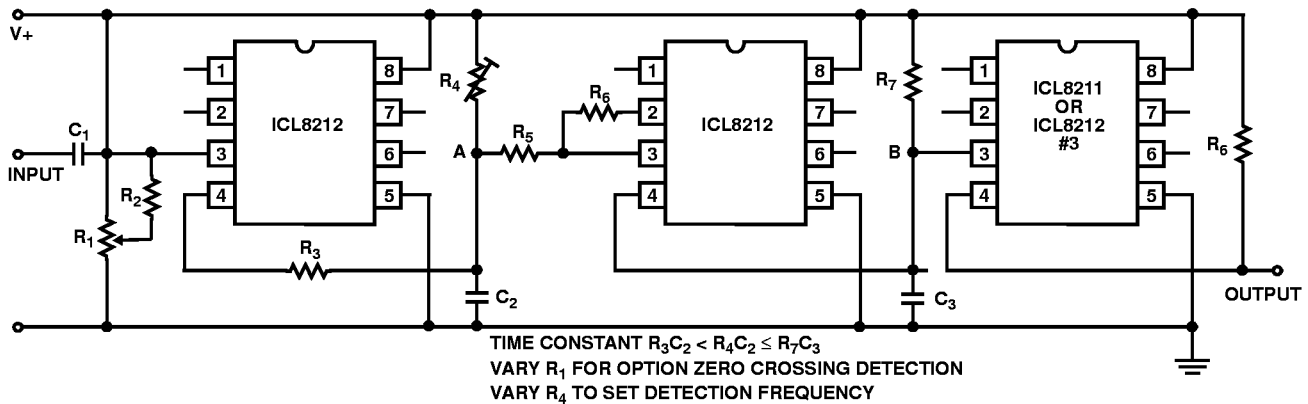 V+
INPUT
C1
R2
R1
1
2
3
4
ICL8212
8
7
6
5
R3
R4
A
R5
R6
C2
1
2
3
4
ICL8212
8
7
6
5
R7
B
C3
1
2
3
4
ICL8211
OR
ICL8212
#3
8
7
6
5
R6
OUTPUT
TIME CONSTANT R3C2 < R4C2 ≤ R7C3
VARY R1 FOR OPTION ZERO CROSSING DETECTION
VARY R4 TO SET DETECTION FREQUENCY